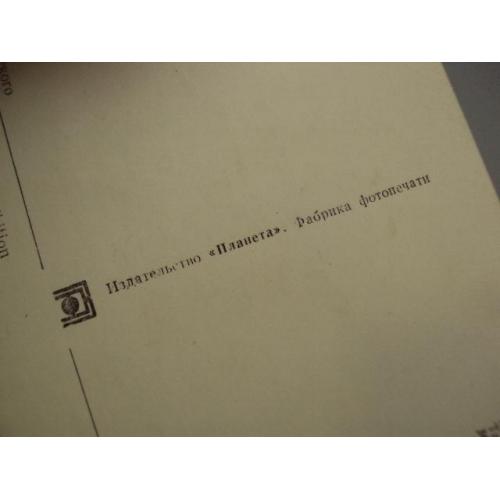 Издательство «Планета». Фабрика фотопечати